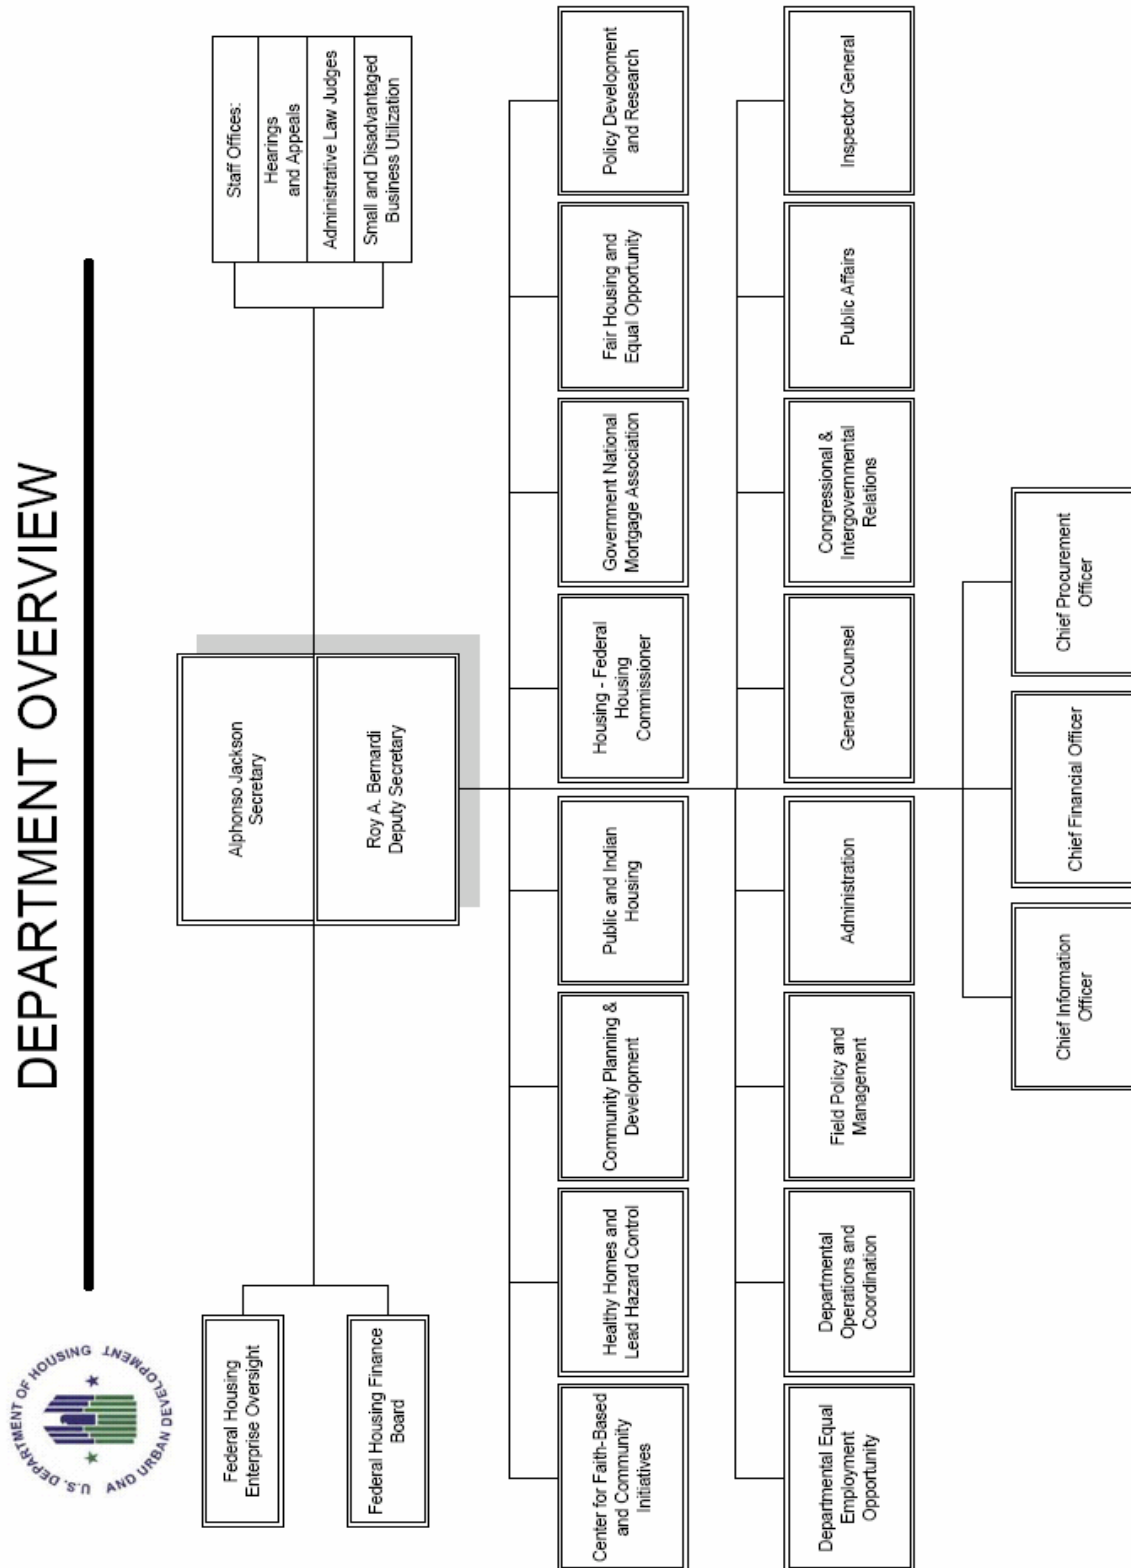 DEPARTMENT OVERVIEW
U.S. DEPARTMENT OF HOUSING
AND URBAN DEVELOPMENT
Federal Housing
Enterprise Oversight
Federal Housing Finance
Board
Alphonso Jackson
Secretary
Roy A. Bernardi
Deputy Secretary
Staff Offices:
Hearings
and Appeals
Administrative Law Judges
Small and Disadvantaged
Business Utilization
Center for Faith-Based
and Community
Initiatives
Healthy Homes and
Lead Hazard Control
Community Planning &
Development
Public and Indian
Housing
Housing - Federal
Housing
Commissioner
Government National
Mortgage Association
Fair Housing and
Equal Opportunity
Policy Development
and Research
Departmental Equal
Employment
Opportunity
Departmental
Operations and
Coordination
Field Policy and
Management
Administration
General Counsel
Congressional &
Intergovernmental
Relations
Public Affairs
Inspector General
Chief Information
Officer
Chief Financial Officer
Chief Procurement
Officer